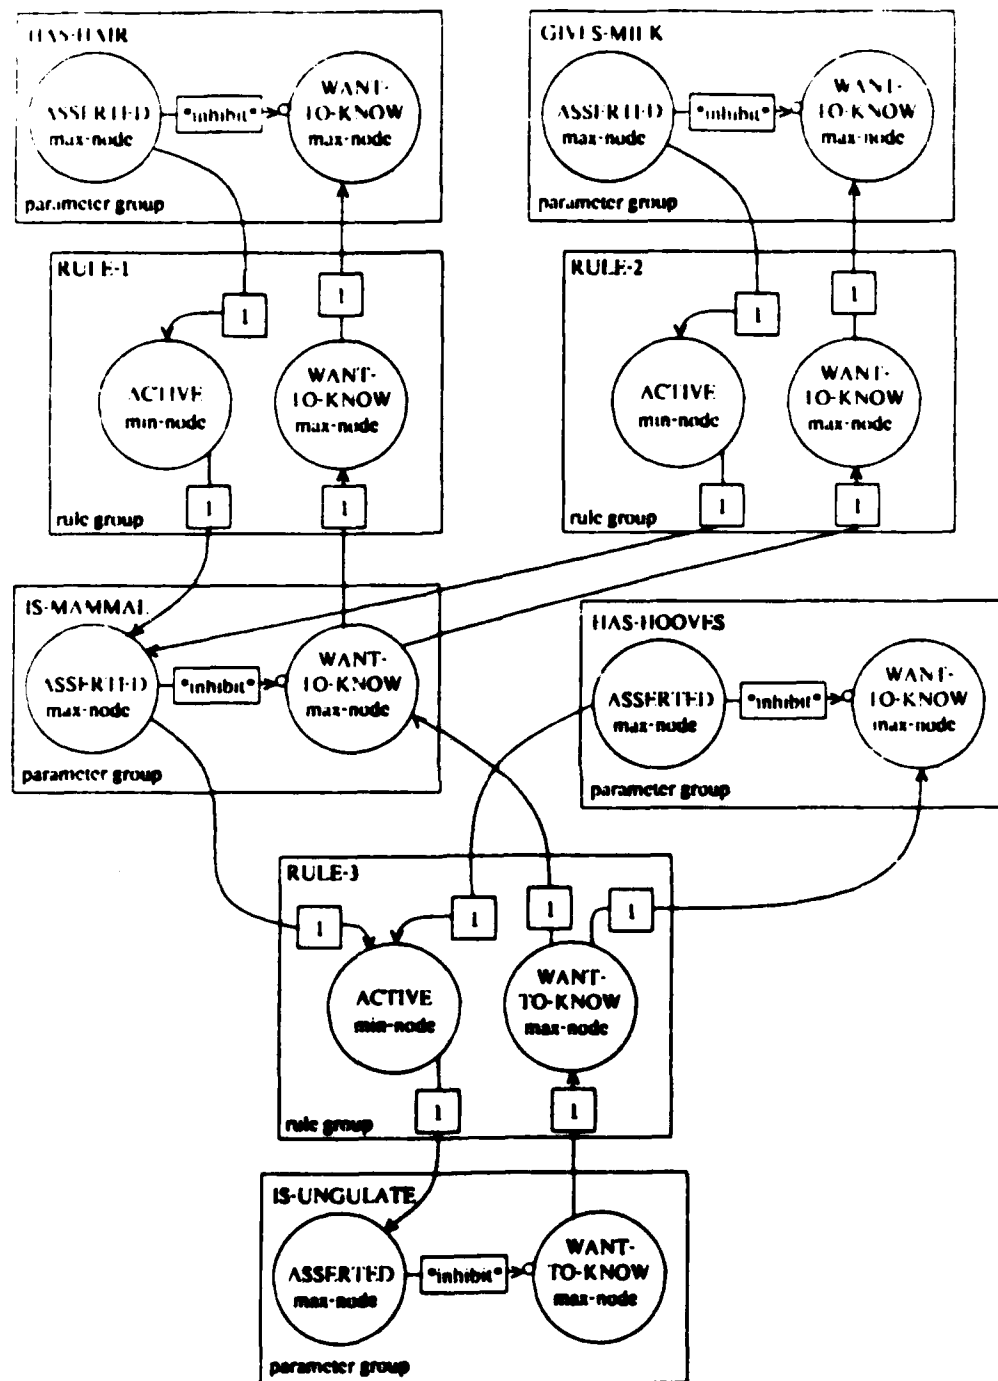 HAS-HAIR
ASSERTED
max-node
*inhibit*
WANT-
TO-KNOW
max-node
parameter group
GIVES-MILK
ASSERTED
max-node
*inhibit*
WANT-
TO-KNOW
max-node
parameter group
RULE-1
1
1
ACTIVE
min-node
WANT-
TO-KNOW
max-node
1
1
rule group
RULE-2
1
1
ACTIVE
min-node
WANT-
TO-KNOW
max-node
1
1
rule group
IS-MAMMAL
ASSERTED
max-node
*inhibit*
WANT-
TO-KNOW
max-node
parameter group
HAS-HOOVES
ASSERTED
max-node
*inhibit*
WANT-
TO-KNOW
max-node
parameter group
RULE-3
1
1
1
1
ACTIVE
min-node
WANT-
TO-KNOW
max-node
1
1
rule group
IS-UNGULATE
ASSERTED
max-node
*inhibit*
WANT-
TO-KNOW
max-node
parameter group